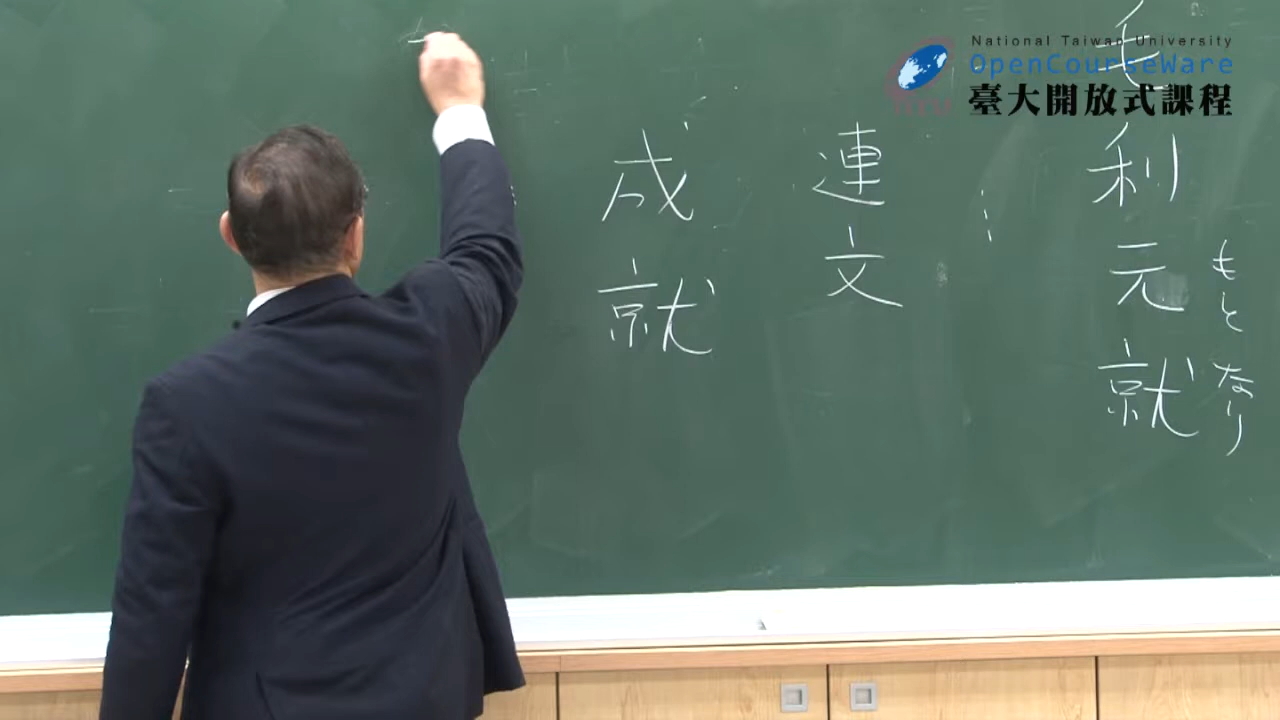 National Taiwan University
OpenCourseWare
臺大開放式課程
毛利元就
もとなり
連文
成就